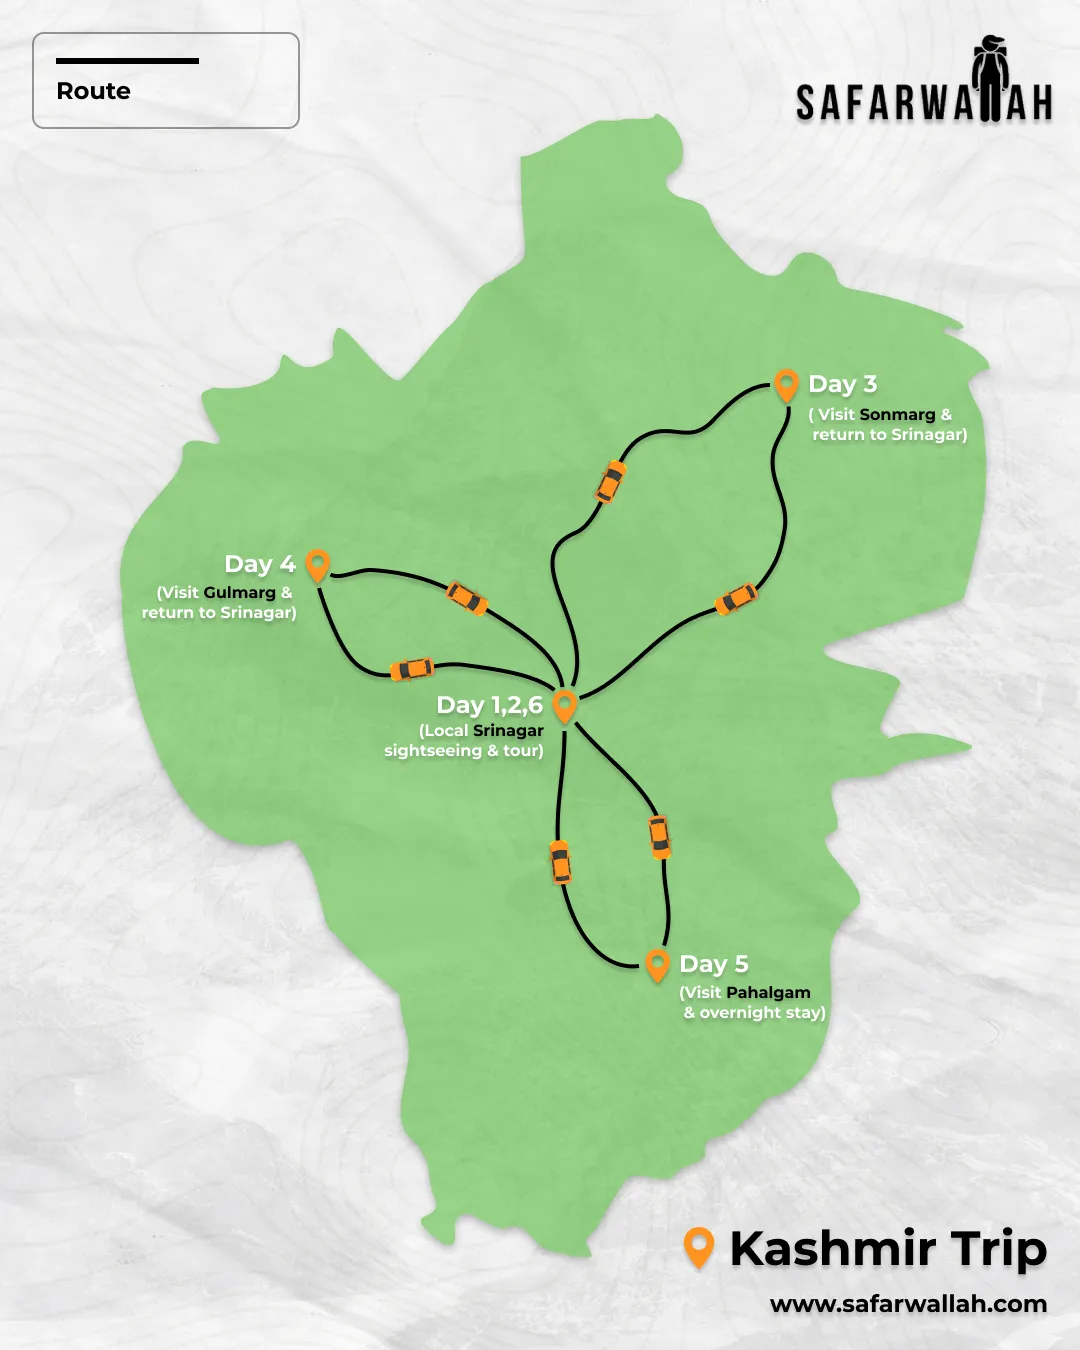 Route
SAFARWALLAH
Day 3
( Visit Sonmarg &
return to Srinagar)
Day 4
(Visit Gulmarg &
return to Srinagar)
Day 1,2,6
(Local Srinagar
sightseeing & tour)
Day 5
(Visit Pahalgam
& overnight stay)
Kashmir Trip
www.safarwallah.com